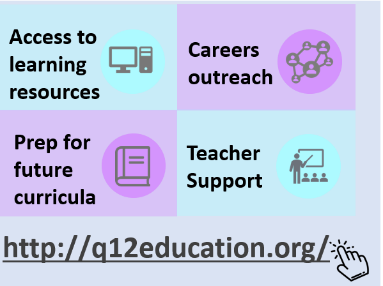 Access to
learning
resources
Careers
outreach
Prep for
future
curricula
Teacher
Support
http://q12education.org/